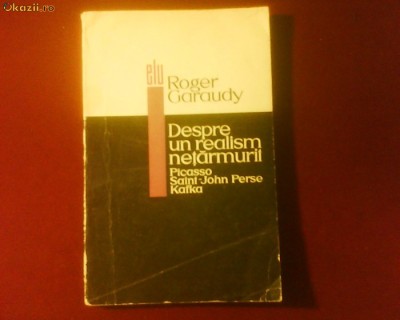 Okazii.ro
elu
Roger
Garaudy
Despre
un realism
nețărmurit
Picasso
Saint-John Perse
Kafka